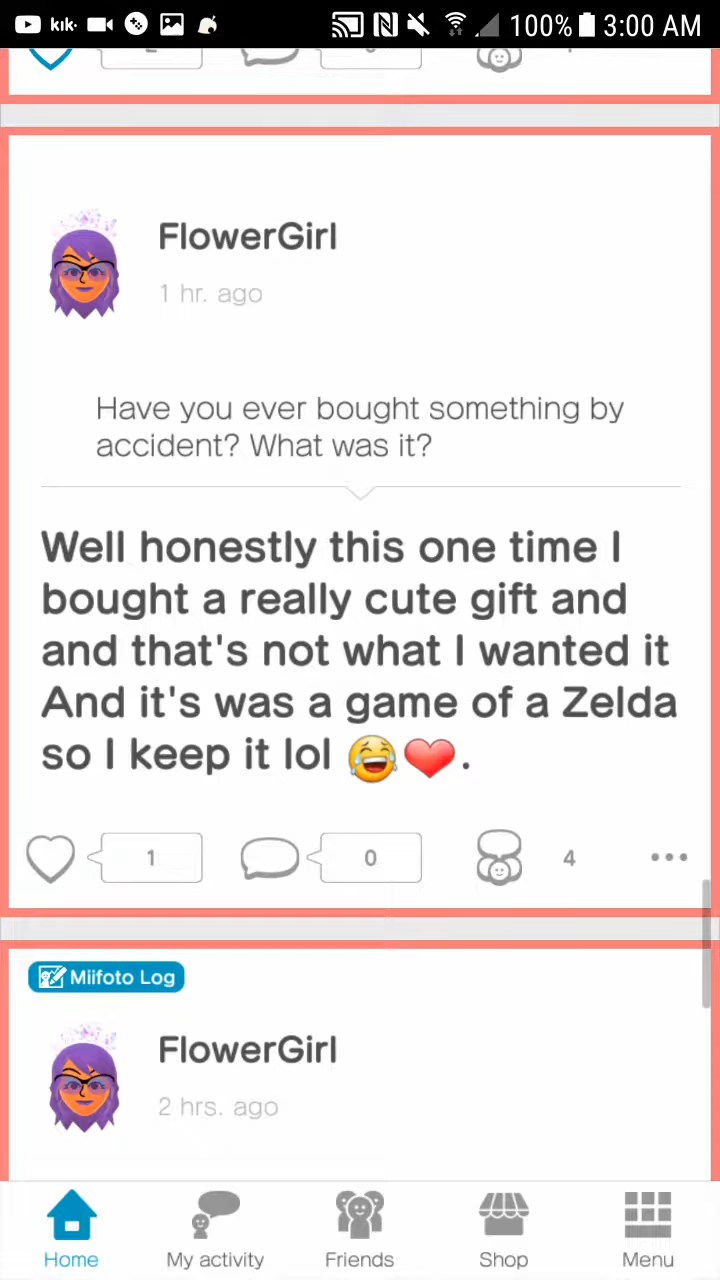 kik. 100% 3:00 AM
FlowerGirl
1 hr. ago
Have you ever bought something by
accident? What was it?
Well honestly this one time I
bought a really cute gift and
and that's not what I wanted it
And it's was a game of a Zelda
so I keep it lol 😂❤.
1 0 4
Miifoto Log
FlowerGirl
2 hrs. ago
Home My activity Friends Shop Menu